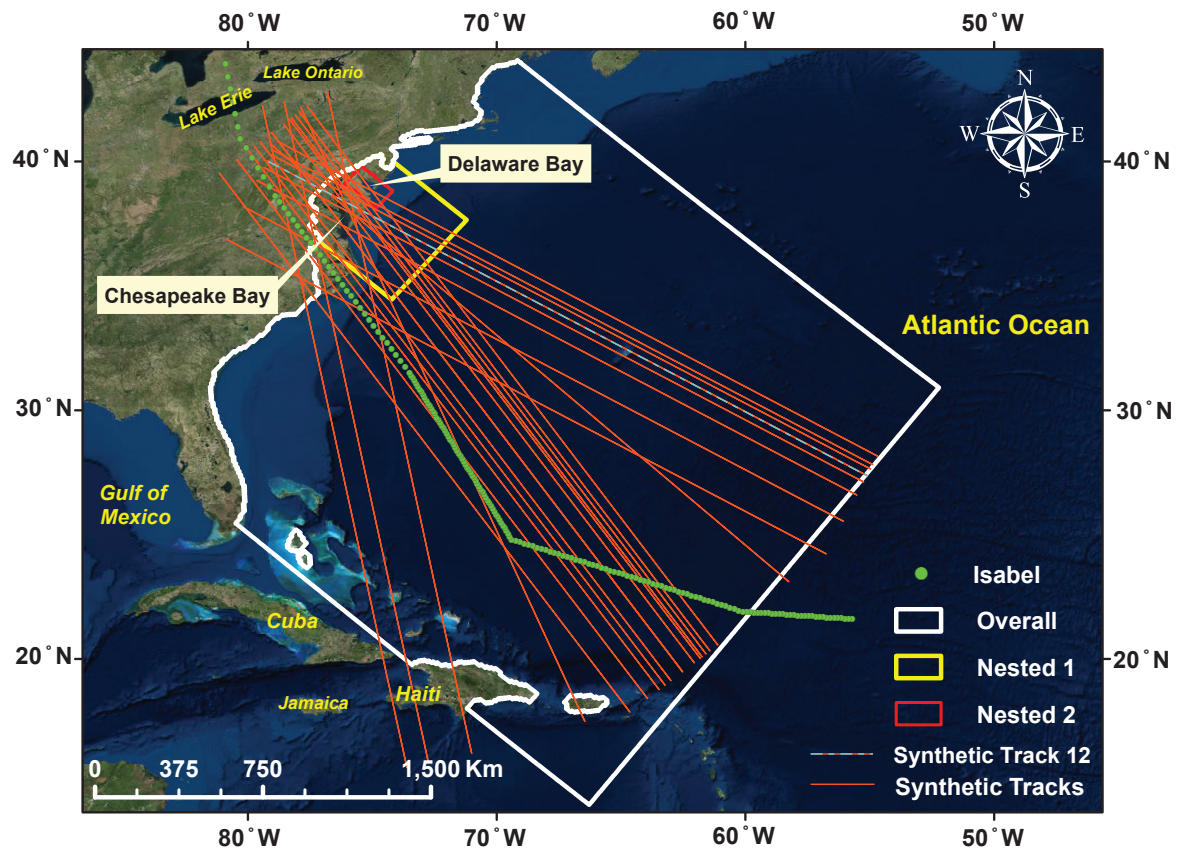 80°W
70°W
60°W
50°W
Lake Ontario
Lake Erie
N
W
E
S
40°N
40°N
Delaware Bay
Chesapeake Bay
Atlantic Ocean
30°N
30°N
Gulf of
Mexico
Isabel
Cuba
Overall
20°N
20°N
Haiti
Nested 1
Jamaica
Nested 2
Synthetic Track 12
0
375
750
1,500 Km
Synthetic Tracks
80°W
70°W
60°W
50°W